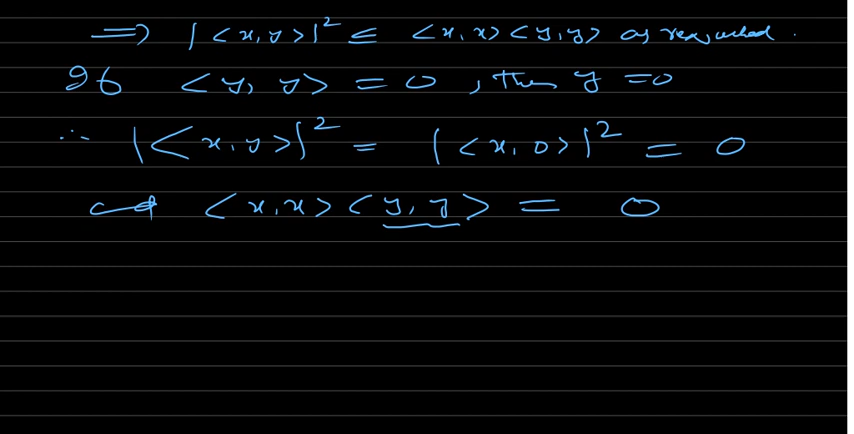 ⟹ |<x, y>|² ≤ <x, x> <y, y> as required.
If <y, y> = 0, then y = 0
∴ |<x, y>|² = |<x, 0>|² = 0
and <x, x> <y, y> = 0